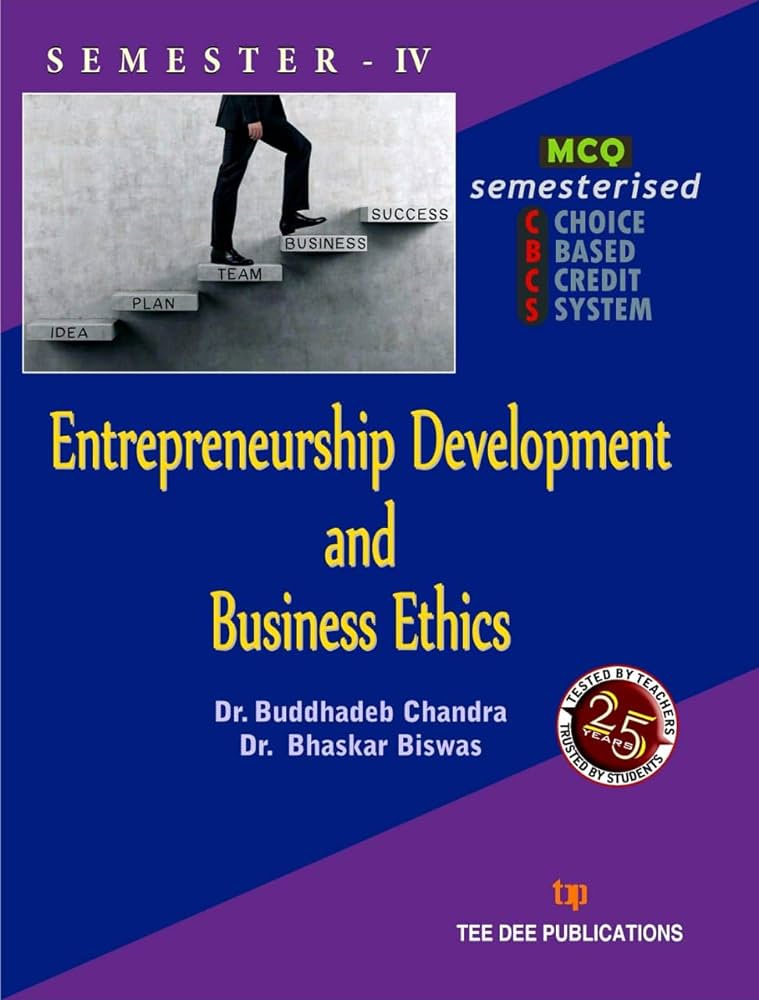 SEMESTER - IV
MCQ
semesterised
C CHOICE
B BASED
C CREDIT
S SYSTEM
SUCCESS
BUSINESS
TEAM
PLAN
IDEA
Entrepreneurship Development
and
Business Ethics
Dr. Buddhadeb Chandra
Dr. Bhaskar Biswas
TESTED BY TEACHERS
25
YEARS
TRUSTED BY STUDENTS
tdp
TEE DEE PUBLICATIONS